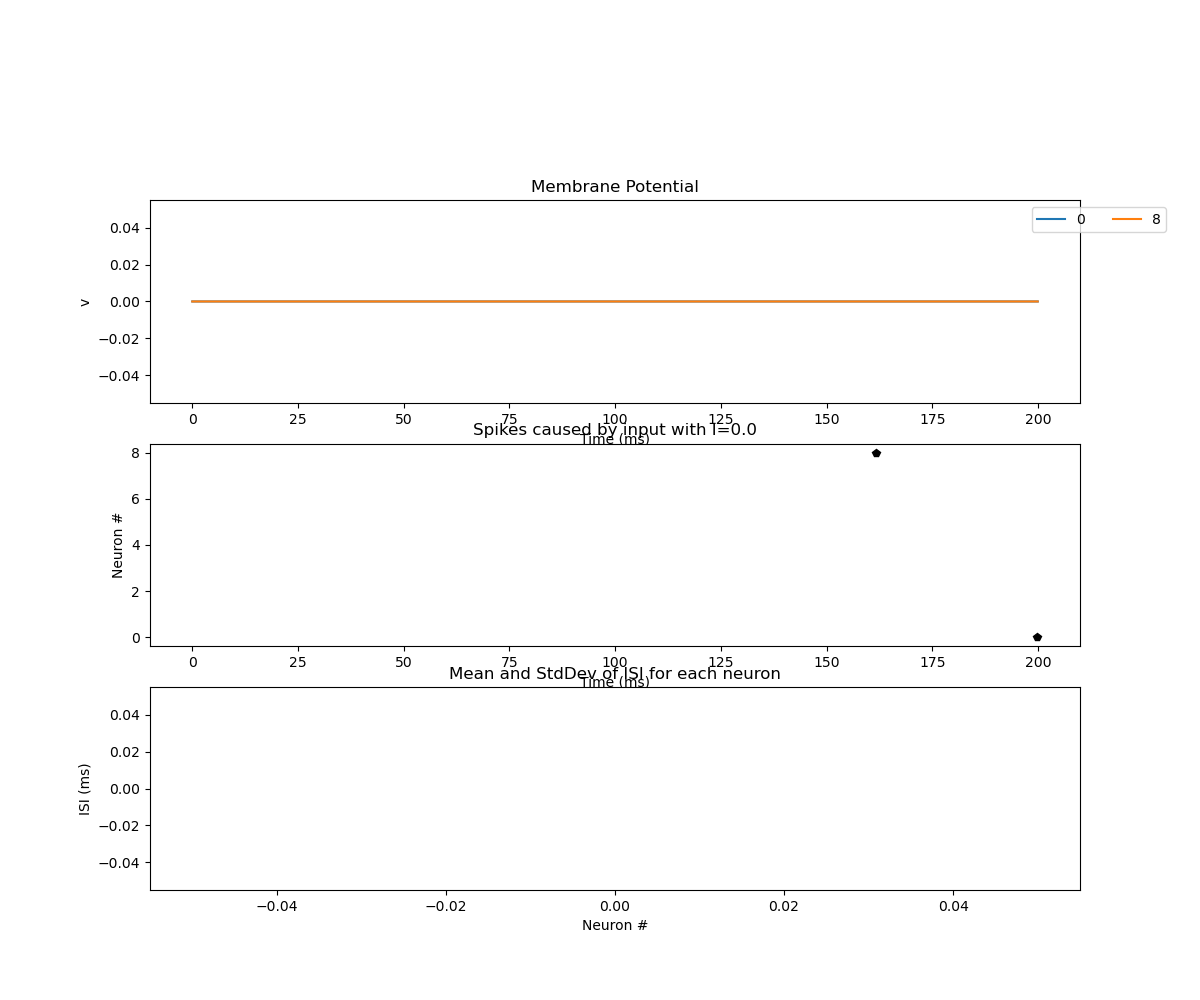 Membrane Potential
0 8
0.04
0.02
0.00
−0.02
−0.04
v
0 25 50 75 100 125 150 175 200
Time (ms)
Spikes caused by input with I=0.0
8
6
4
2
0
Neuron #
0 25 50 75 100 125 150 175 200
Time (ms)
Mean and StdDev of ISI for each neuron
0.04
0.02
0.00
−0.02
−0.04
ISI (ms)
−0.04 −0.02 0.00 0.02 0.04
Neuron #